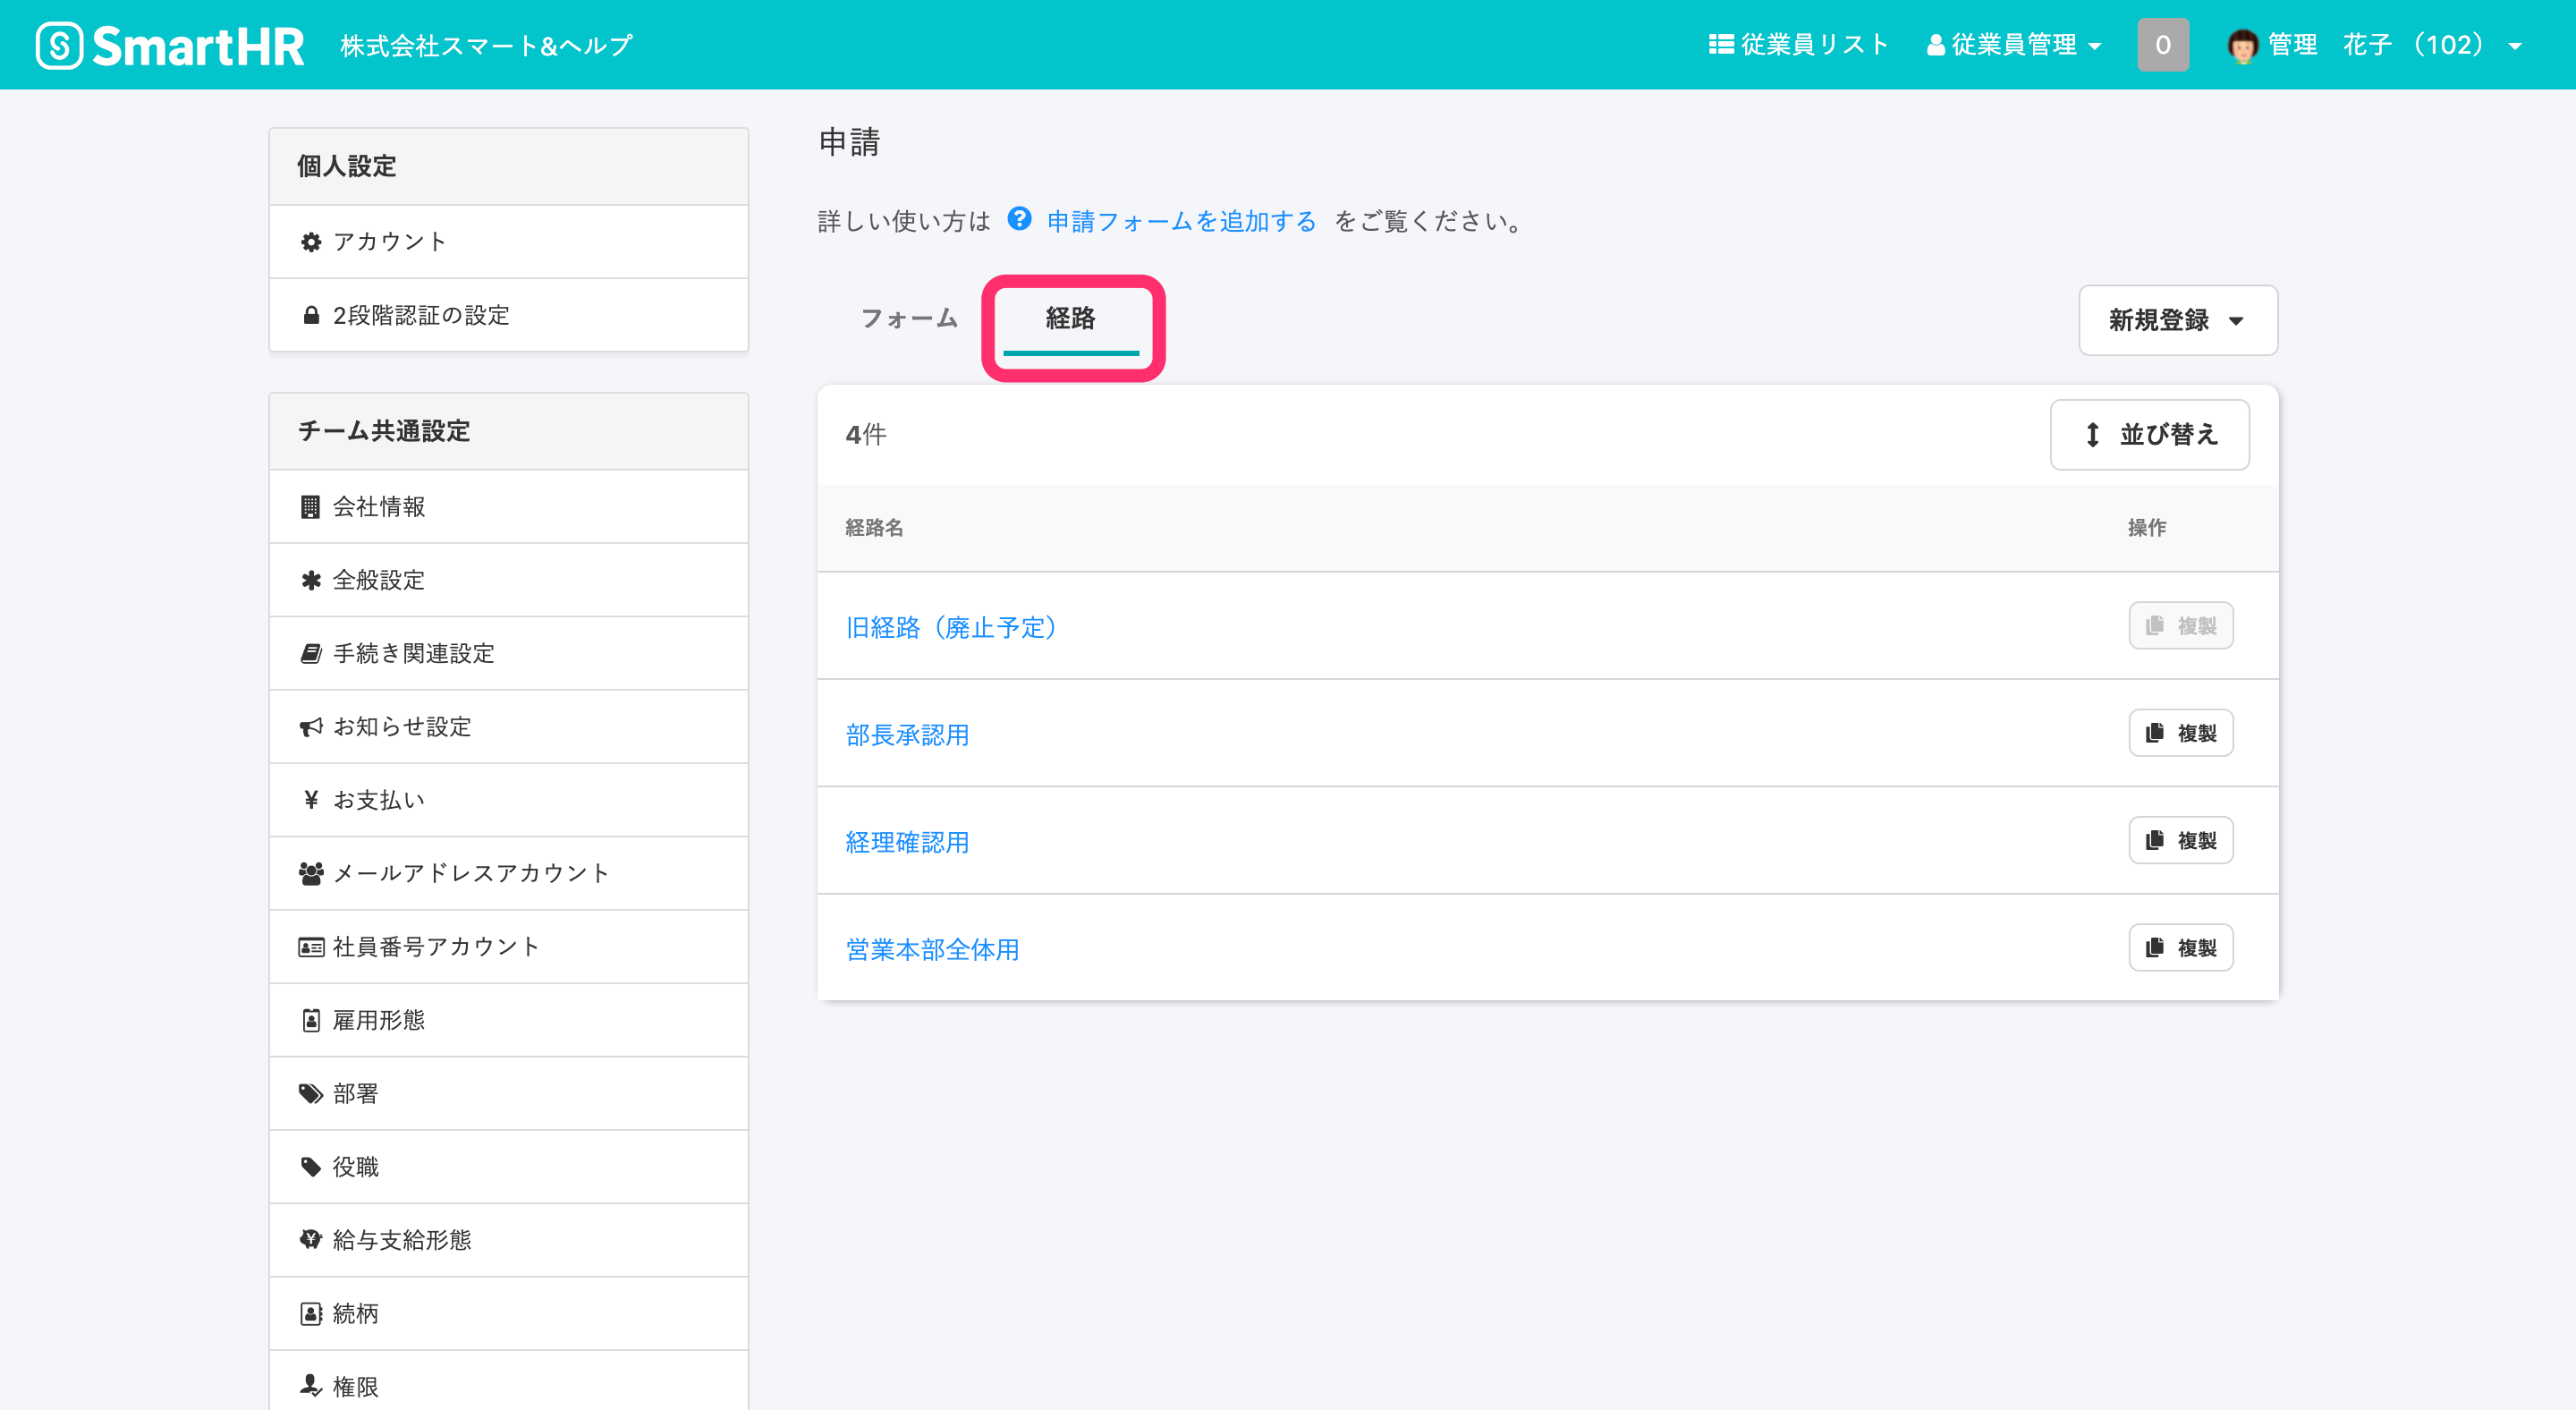 SmartHR 株式会社スマート&ヘルプ 従業員リスト 従業員管理 0 管理 花子 （102）
個人設定
アカウント
2段階認証の設定
チーム共通設定
会社情報
全般設定
手続き関連設定
お知らせ設定
¥ お支払い
メールアドレスアカウント
社員番号アカウント
雇用形態
部署
役職
給与支給形態
続柄
権限
申請
詳しい使い方は ? 申請フォームを追加する をご覧ください。
フォーム 経路 新規登録
4件 並び替え
経路名 操作
旧経路（廃止予定） 複製
部長承認用 複製
経理確認用 複製
営業本部全体用 複製